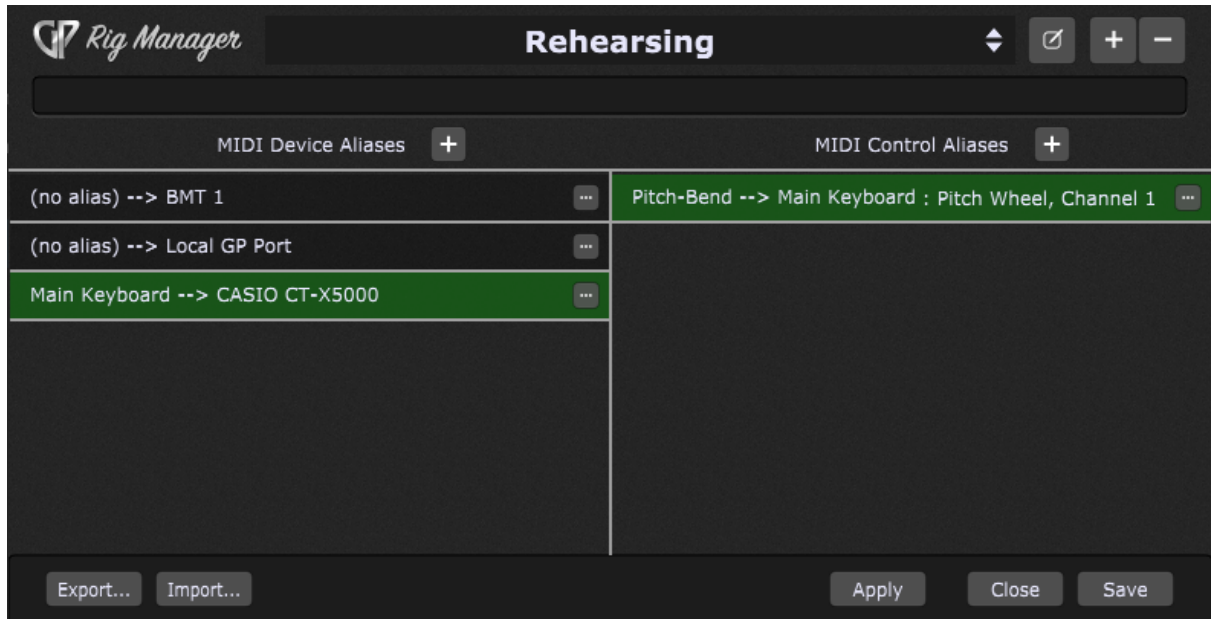 GP Rig Manager Rehearsing + −
MIDI Device Aliases + MIDI Control Aliases +
(no alias) --> BMT 1 ... Pitch-Bend --> Main Keyboard : Pitch Wheel, Channel 1 ...
(no alias) --> Local GP Port ...
Main Keyboard --> CASIO CT-X5000 ...
Export... Import... Apply Close Save